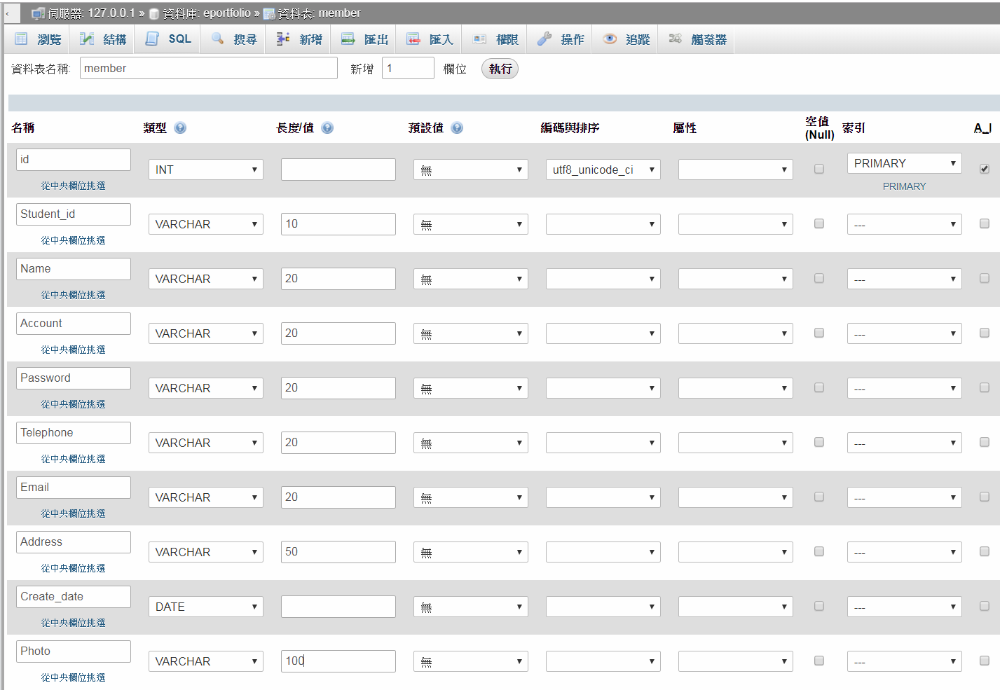 伺服器: 127.0.0.1 » 資料庫: eportfolio » 資料表: member
瀏覽 結構 SQL 搜尋 新增 匯出 匯入 權限 操作 追蹤 觸發器
資料表名稱: member 新增 1 欄位 執行
名稱 類型 長度/值 預設值 編碼與排序 屬性 空值 (Null) 索引 A_I
id INT 無 utf8_unicode_ci PRIMARY
從中央欄位挑選 PRIMARY
Student_id VARCHAR 10 無 ---
從中央欄位挑選
Name VARCHAR 20 無 ---
從中央欄位挑選
Account VARCHAR 20 無 ---
從中央欄位挑選
Password VARCHAR 20 無 ---
從中央欄位挑選
Telephone VARCHAR 20 無 ---
從中央欄位挑選
Email VARCHAR 20 無 ---
從中央欄位挑選
Address VARCHAR 50 無 ---
從中央欄位挑選
Create_date DATE 無 ---
從中央欄位挑選
Photo VARCHAR 100 無 ---
從中央欄位挑選